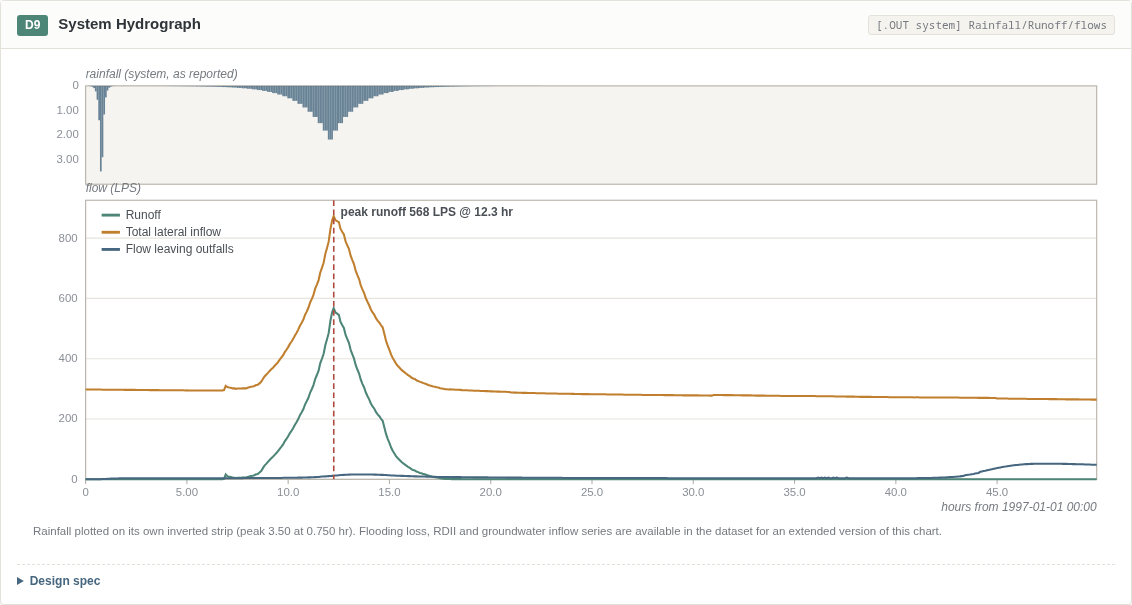 D9 System Hydrograph [.OUT system] Rainfall/Runoff/flows
rainfall (system, as reported)
0
1.00
2.00
3.00
flow (LPS)
peak runoff 568 LPS @ 12.3 hr
Runoff
Total lateral inflow
Flow leaving outfalls
800
600
400
200
0
0 5.00 10.0 15.0 20.0 25.0 30.0 35.0 40.0 45.0
hours from 1997-01-01 00:00
Rainfall plotted on its own inverted strip (peak 3.50 at 0.750 hr). Flooding loss, RDII and groundwater inflow series are available in the dataset for an extended version of this chart.
Design spec